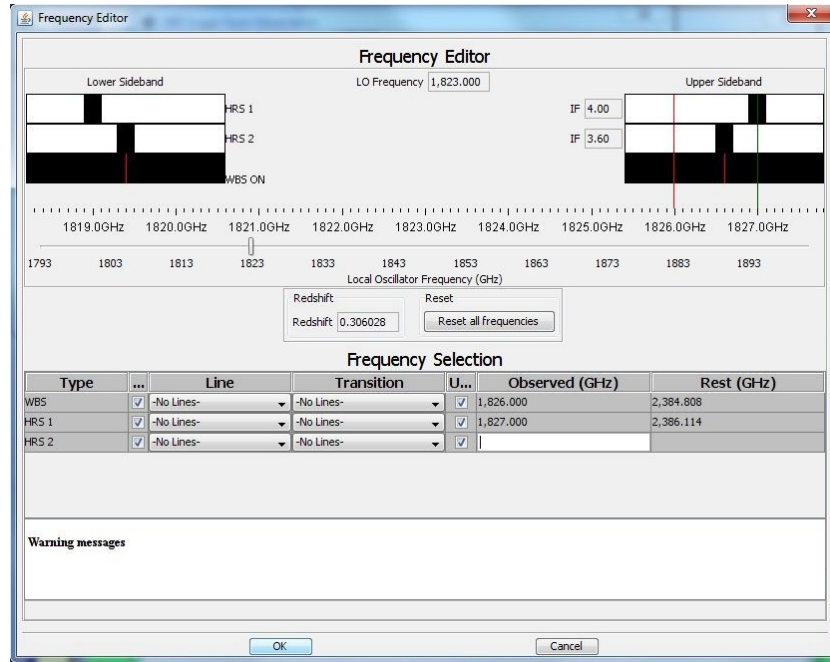 Frequency Editor
Frequency Editor
Lower Sideband
LO Frequency 1,823.000
Upper Sideband
HRS 1
IF 4.00
HRS 2
IF 3.60
WBS ON
1819.0GHz 1820.0GHz 1821.0GHz 1822.0GHz 1823.0GHz 1824.0GHz 1825.0GHz 1826.0GHz 1827.0GHz
1793 1803 1813 1823 1833 1843 1853 1863 1873 1883 1893
Local Oscillator Frequency (GHz)
Redshift Reset
Redshift 0.306028 Reset all frequencies
Frequency Selection
Type ... Line Transition U... Observed (GHz) Rest (GHz)
WBS -No Lines- -No Lines- 1,826.000 2,384.808
HRS 1 -No Lines- -No Lines- 1,827.000 2,386.114
HRS 2 -No Lines- -No Lines-
Warning messages
OK Cancel